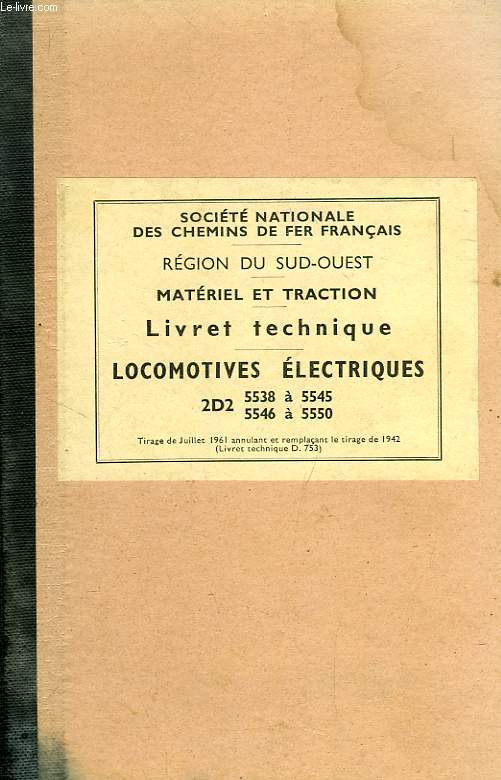 Le-livre.com
SOCIÉTÉ NATIONALE
DES CHEMINS DE FER FRANÇAIS
RÉGION DU SUD-OUEST
MATÉRIEL ET TRACTION
Livret technique
LOCOMOTIVES ÉLECTRIQUES
2D2 5538 à 5545
5546 à 5550
Tirage de Juillet 1961 annulant et remplaçant le tirage de 1942
(Livret technique D. 753)